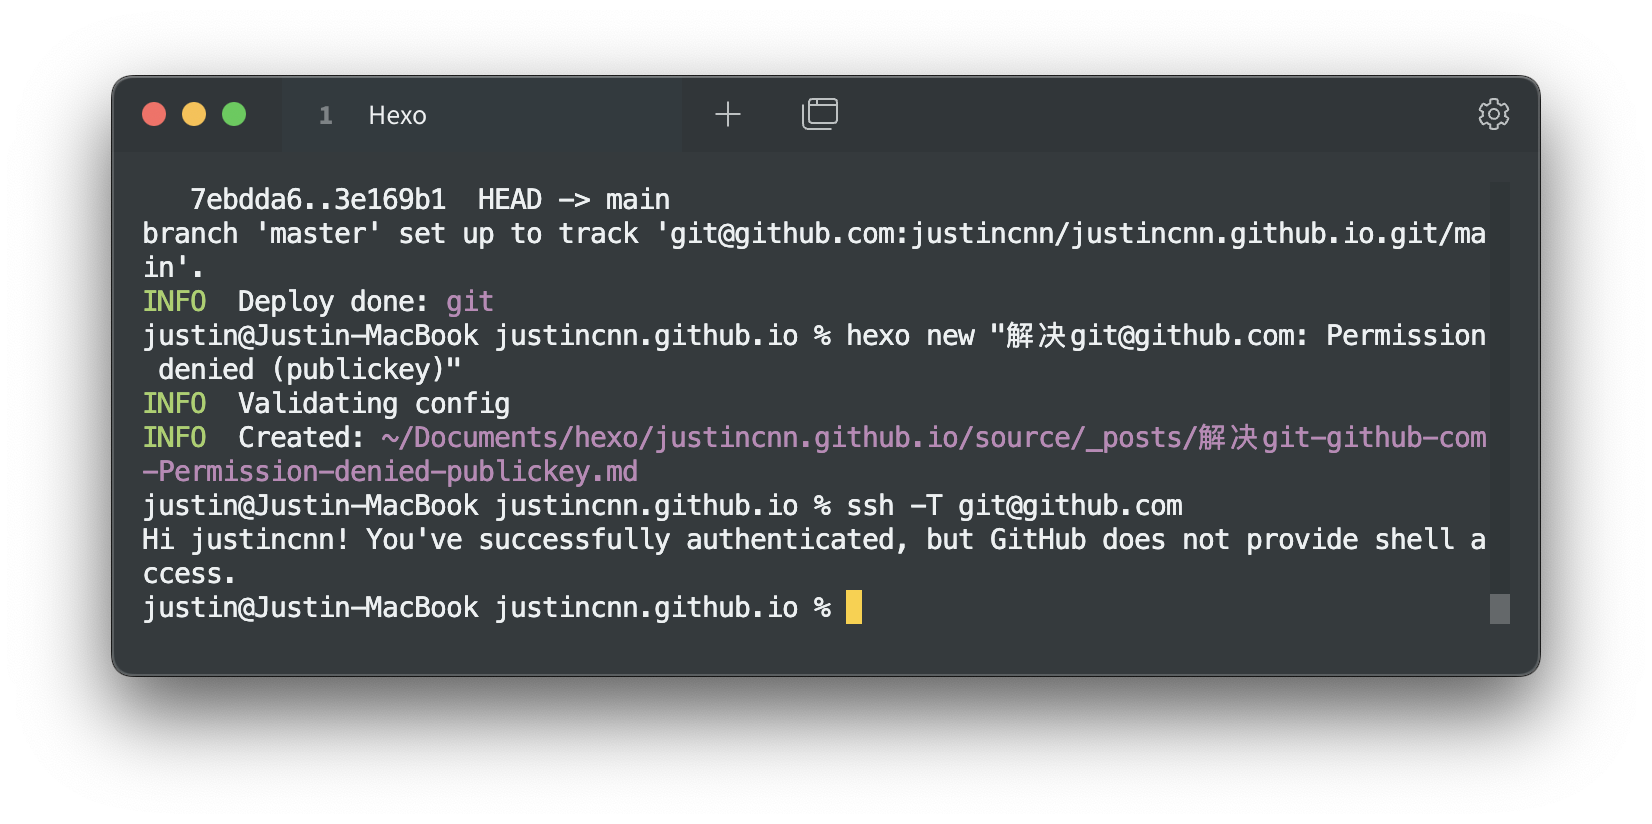 1 Hexo
7ebdda6..3e169b1  HEAD -> main
branch 'master' set up to track 'git@github.com:justincnn/justincnn.github.io.git/ma
in'.
INFO  Deploy done: git
justin@Justin-MacBook justincnn.github.io % hexo new "解决git@github.com: Permission
 denied (publickey)"
INFO  Validating config
INFO  Created: ~/Documents/hexo/justincnn.github.io/source/_posts/解决git-github-com
-Permission-denied-publickey.md
justin@Justin-MacBook justincnn.github.io % ssh -T git@github.com
Hi justincnn! You've successfully authenticated, but GitHub does not provide shell a
ccess.
justin@Justin-MacBook justincnn.github.io %